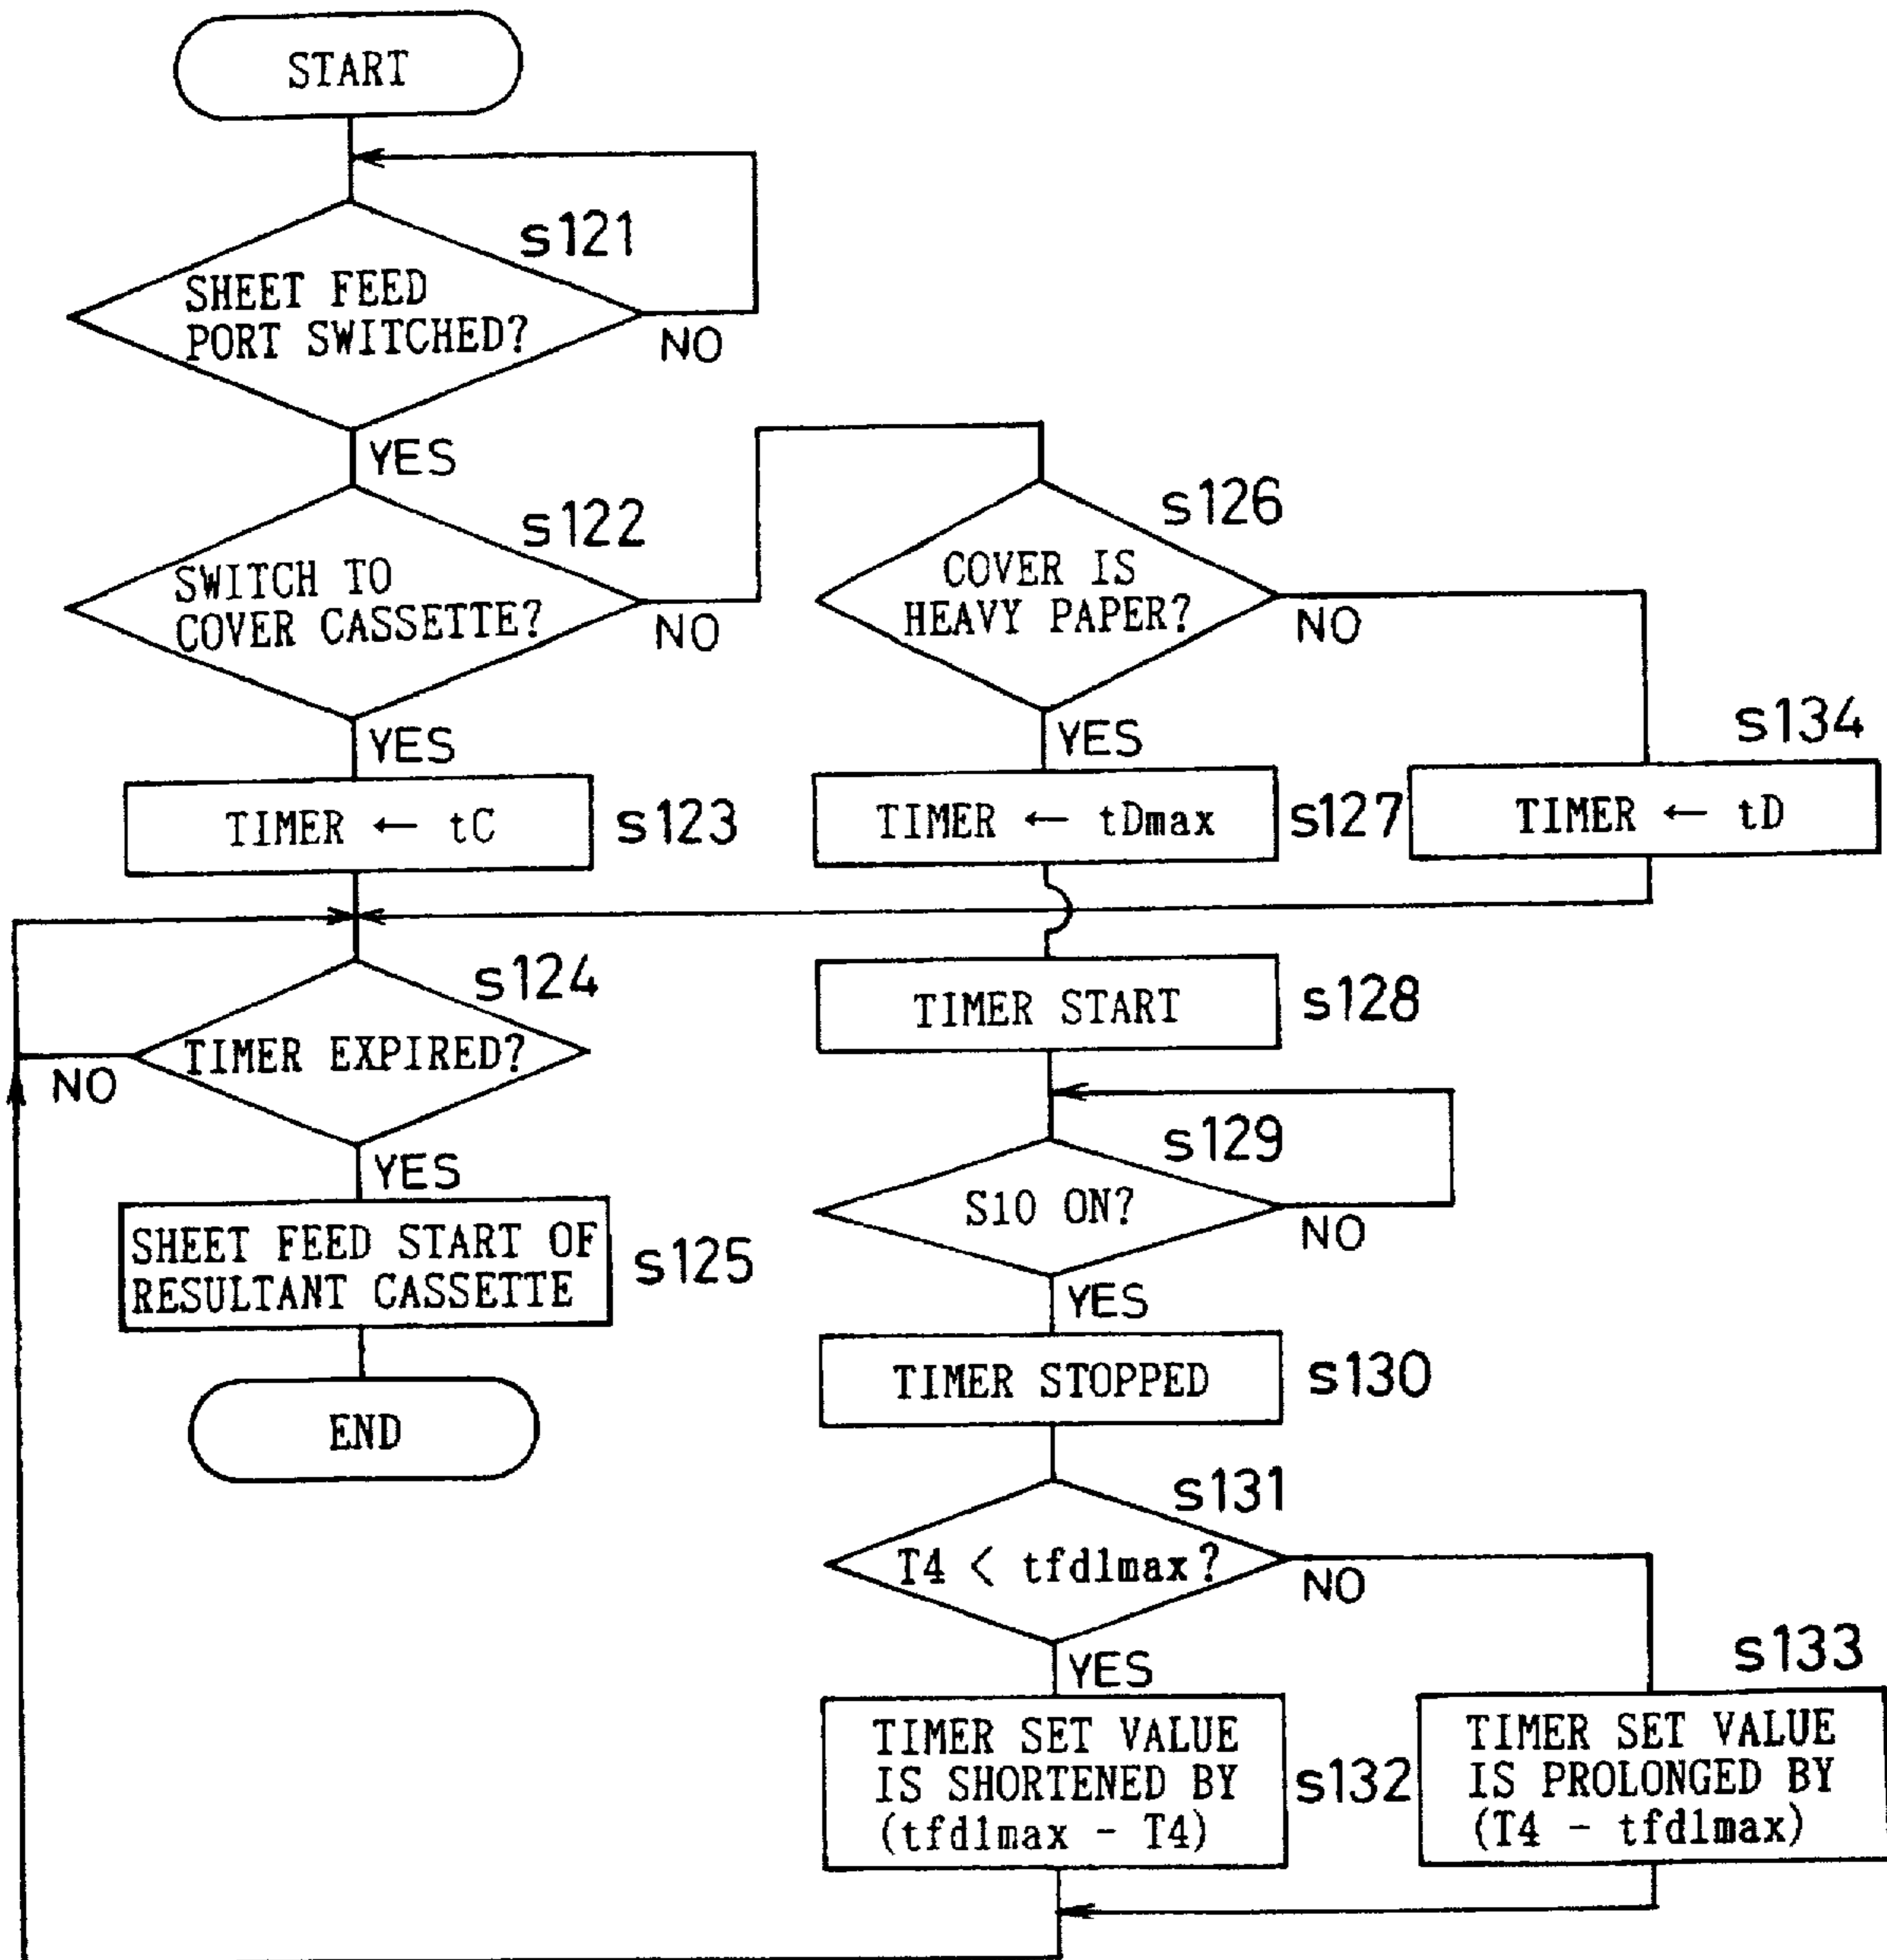 START
s121
SHEET FEED
PORT SWITCHED?
NO
YES
s122
SWITCH TO
COVER CASSETTE?
NO
YES
TIMER ← tC
s123
s124
TIMER EXPIRED?
NO
YES
SHEET FEED START OF
RESULTANT CASSETTE
s125
END
s126
COVER IS
HEAVY PAPER?
NO
YES
TIMER ← tDmax
s127
s134
TIMER ← tD
TIMER START
s128
s129
S10 ON?
NO
YES
TIMER STOPPED
s130
s131
T4 < tfdlmax?
NO
YES
TIMER SET VALUE
IS SHORTENED BY
(tfdlmax - T4)
s132
s133
TIMER SET VALUE
IS PROLONGED BY
(T4 - tfdlmax)